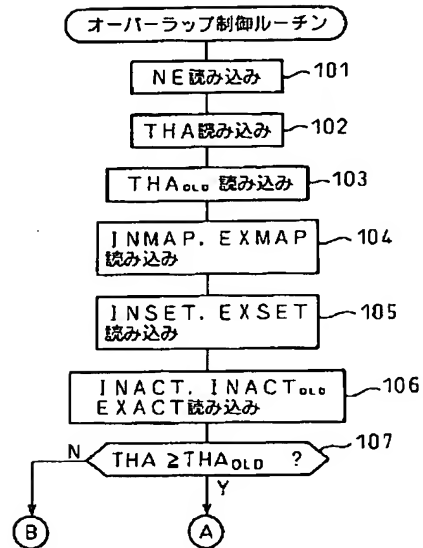 オーバーラップ制御ルーチン
NE読み込み
101
THA読み込み
102
THAOLD 読み込み
103
INMAP. EXMAP
読み込み
104
INSET. EXSET
読み込み
105
INACT. INACTOLD
EXACT読み込み
106
107
N
THA ≧THAOLD ?
Y
B
A